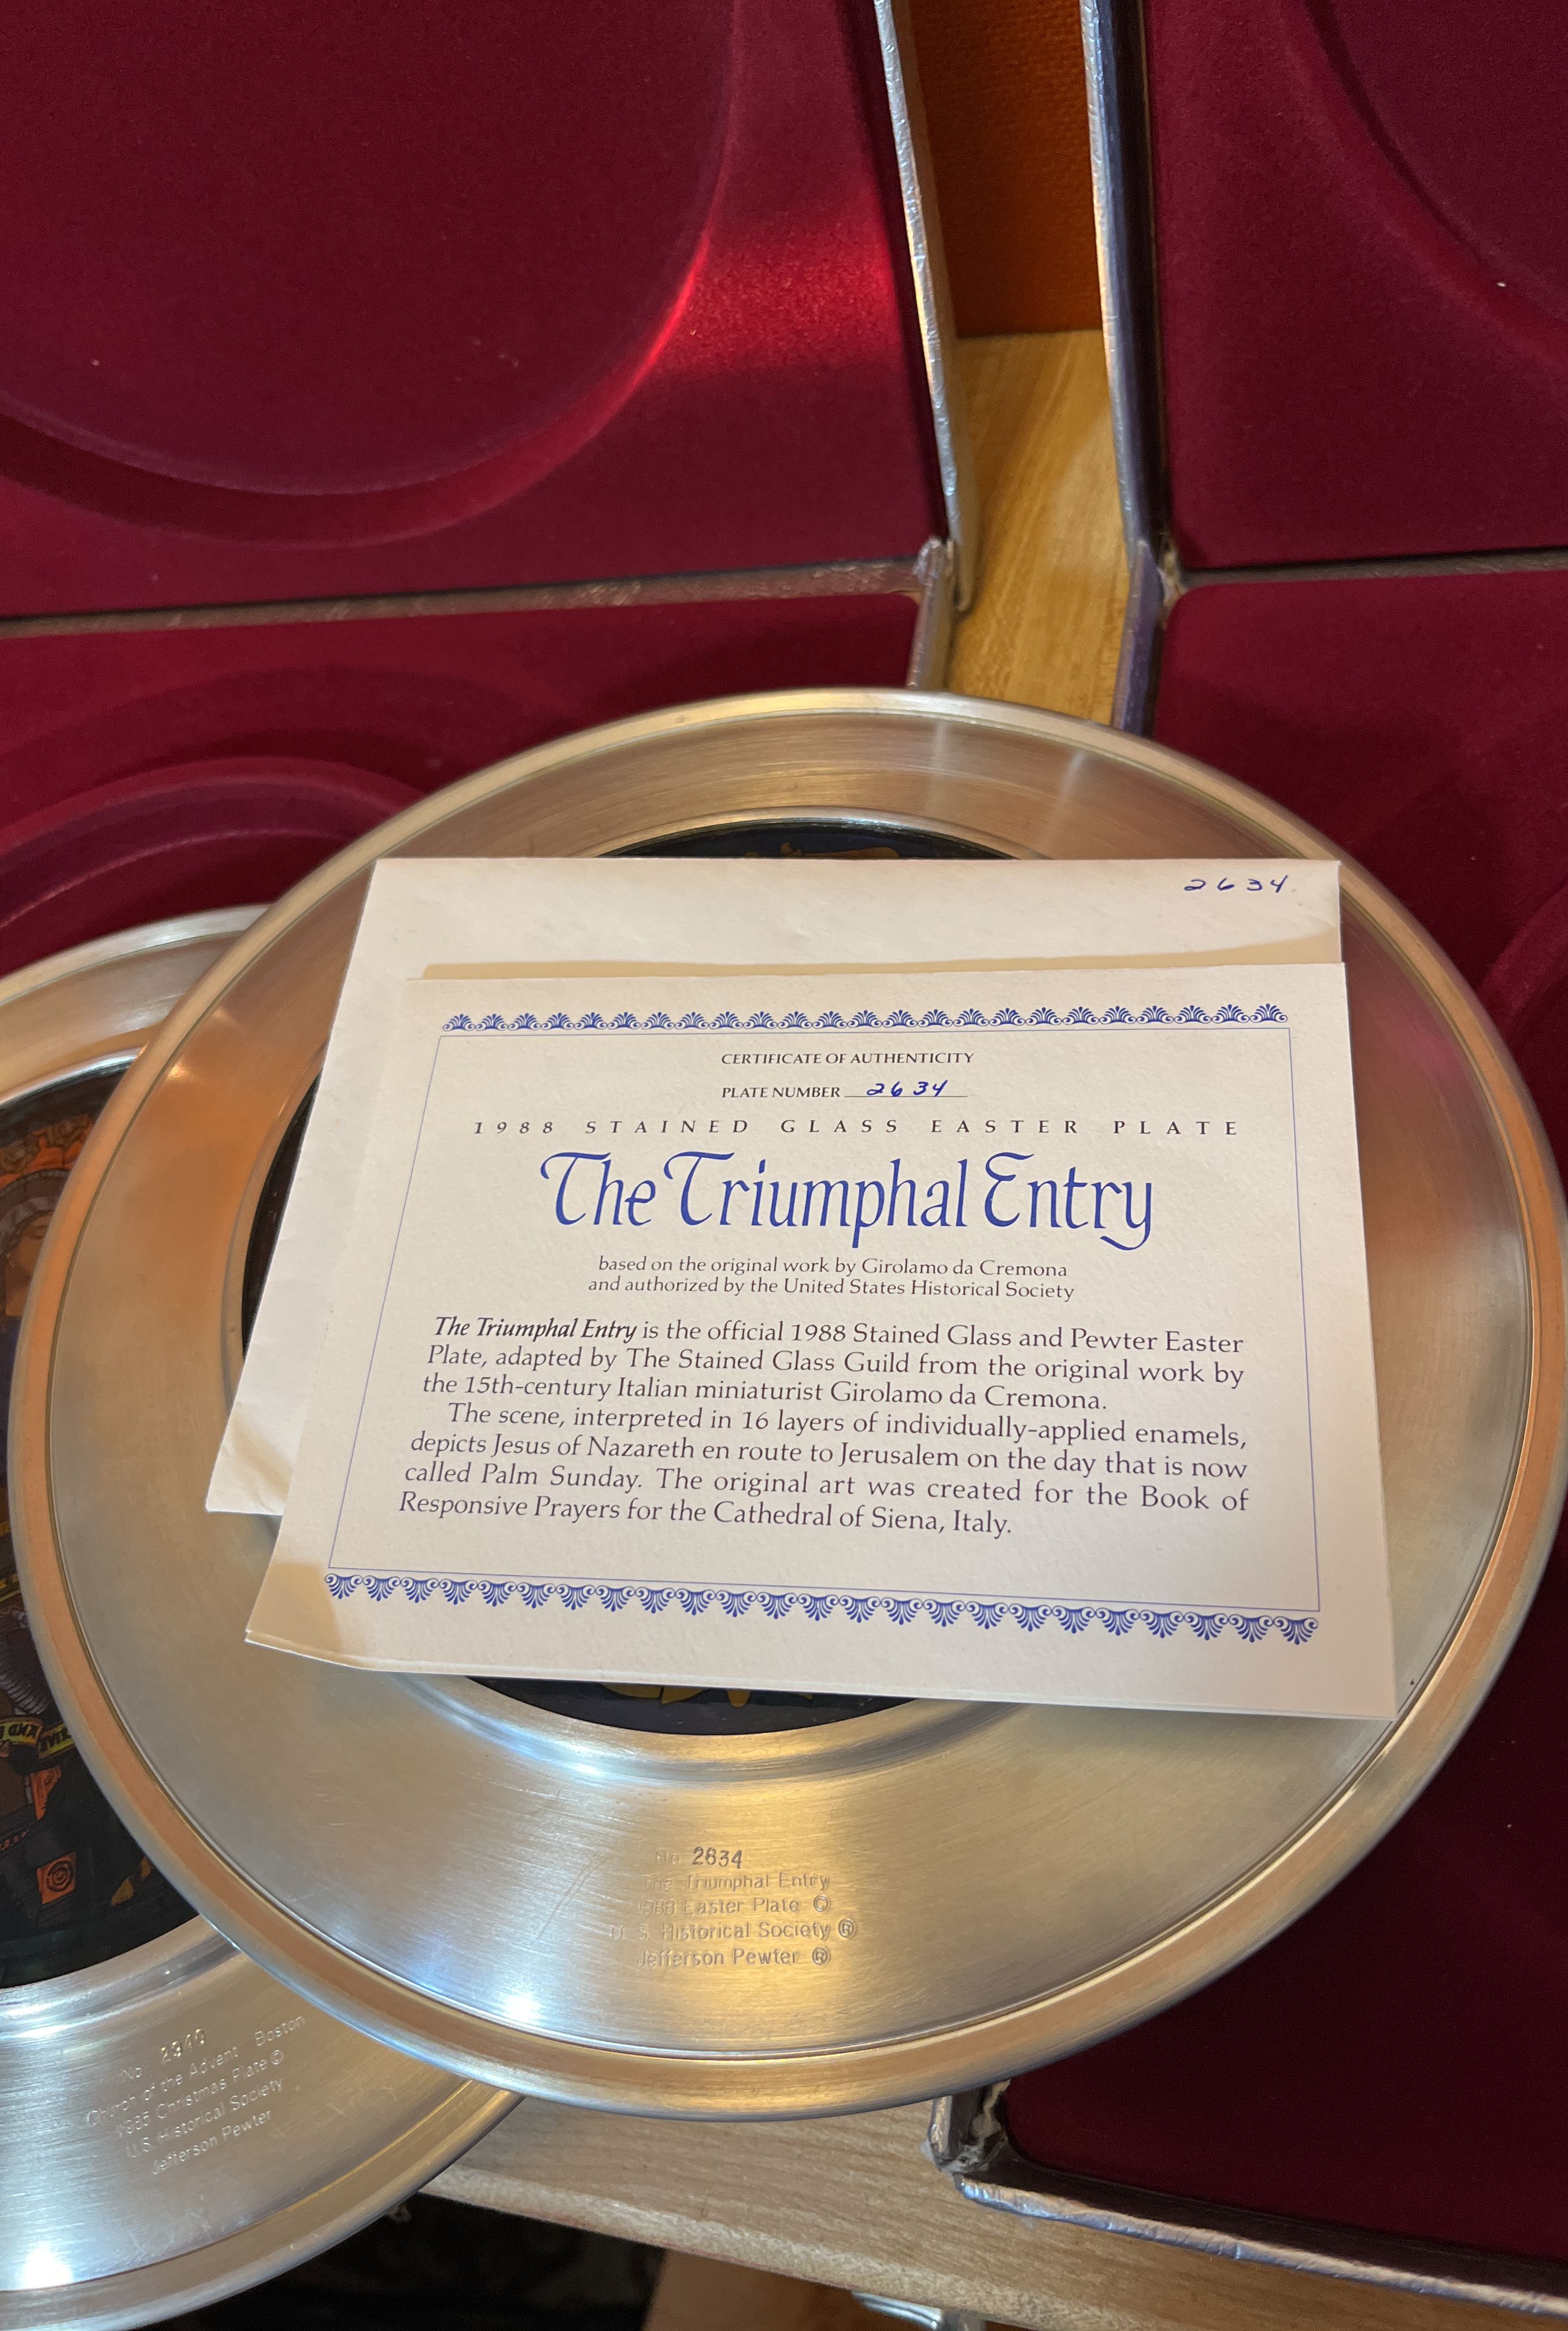 2634
CERTIFICATE OF AUTHENTICITY
PLATE NUMBER 2634
1988 STAINED GLASS EASTER PLATE
The Triumphal Entry
based on the original work by Girolamo da Cremona
and authorized by the United States Historical Society
The Triumphal Entry is the official 1988 Stained Glass and Pewter Easter
Plate, adapted by The Stained Glass Guild from the original work by
the 15th-century Italian miniaturist Girolamo da Cremona.
The scene, interpreted in 16 layers of individually-applied enamels,
depicts Jesus of Nazareth en route to Jerusalem on the day that is now
called Palm Sunday. The original art was created for the Book of
Responsive Prayers for the Cathedral of Siena, Italy.
No 2634
The Triumphal Entry
1988 Easter Plate ©
U. S. Historical Society ®
Jefferson Pewter ®
No 2940
Church of the Advent Boston
Christmas Plate ©
U.S. Historical Society
Jefferson Pewter